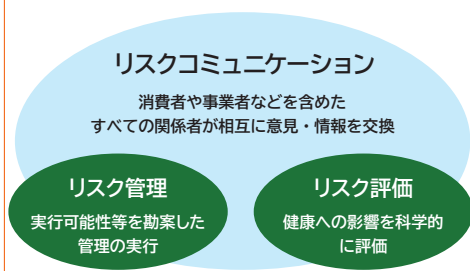 リスクコミュニケーション
消費者や事業者などを含めた
すべての関係者が相互に意見・情報を交換
リスク管理
実行可能性等を勘案した
管理の実行
リスク評価
健康への影響を科学的
に評価